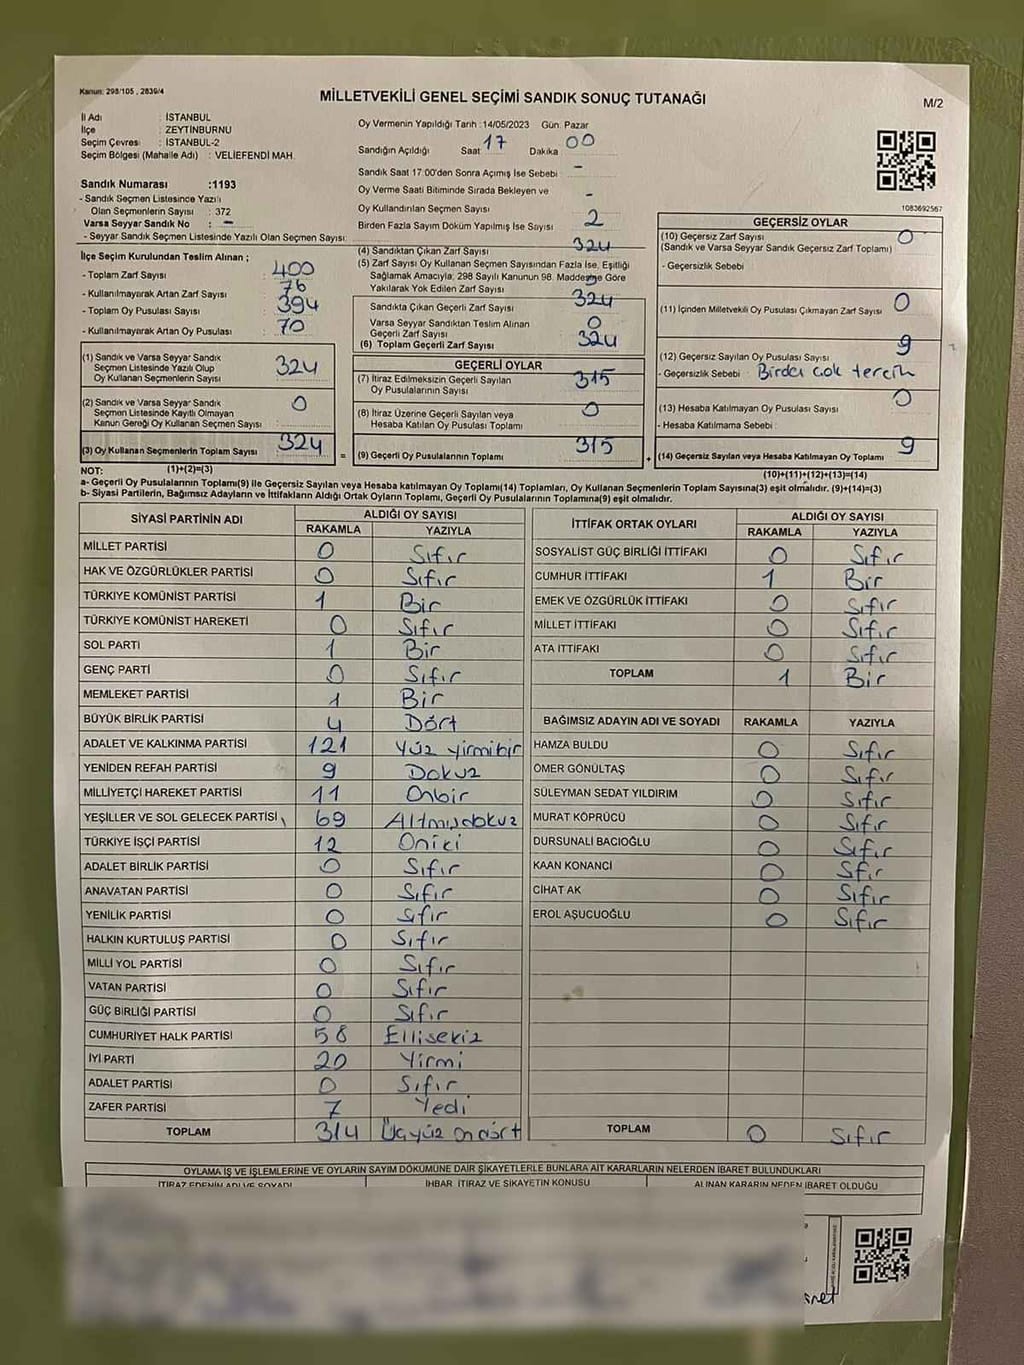 Kanun: 298/105 , 2839/4
MİLLETVEKİLİ GENEL SEÇİMİ SANDIK SONUÇ TUTANAĞI
M/2
İl Adı : İSTANBUL
İlçe : ZEYTİNBURNU
Seçim Çevresi : İSTANBUL-2
Seçim Bölgesi (Mahalle Adı) : VELİEFENDİ MAH.
Sandık Numarası :1193
- Sandık Seçmen Listesinde Yazılı
Olan Seçmenlerin Sayısı : 372
Varsa Seyyar Sandık No : -
- Seyyar Sandık Seçmen Listesinde Yazılı Olan Seçmen Sayısı:
Oy Vermenin Yapıldığı Tarih :14/05/2023 Gün: Pazar
Sandığın Açıldığı Saat 17 Dakika 00
Sandık Saat 17.00'den Sonra Açımış İse Sebebi : -
Oy Verme Saati Bitiminde Sırada Bekleyen ve
Oy Kullandırılan Seçmen Sayısı : -
Birden Fazla Sayım Döküm Yapılmış İse Sayısı : 2
1083692567
İlçe Seçim Kurulundan Teslim Alınan ;
- Toplam Zarf Sayısı : 400
- Kullanılmayarak Artan Zarf Sayısı : 76
- Toplam Oy Pusulası Sayısı : 394
- Kullanılmayarak Artan Oy Pusulası : 70
(1) Sandık ve Varsa Seyyar Sandık
Seçmen Listesinde Yazılı Olup
Oy Kullanan Seçmenlerin Sayısı : 324
(2) Sandık ve Varsa Seyyar Sandık
Seçmen Listesinde Kayıtlı Olmayan
Kanun Gereği Oy Kullanan Seçmen Sayısı : 0
(3) Oy Kullanan Seçmenlerin Toplam Sayısı : 324
(4) Sandıktan Çıkan Zarf Sayısı : 324
(5) Zarf Sayısı Oy Kullanan Seçmen Sayısından Fazla İse, Eşitliği
Sağlamak Amacıyla, 298 Sayılı Kanunun 98. Maddesine Göre
Yakılarak Yok Edilen Zarf Sayısı :
Sandıkta Çıkan Geçerli Zarf Sayısı : 324
Varsa Seyyar Sandıktan Teslim Alınan
Geçerli Zarf Sayısı : 0
(6) Toplam Geçerli Zarf Sayısı : 324
GEÇERLİ OYLAR
(7) İtiraz Edilmeksizin Geçerli Sayılan
Oy Pusulalarının Sayısı : 315
(8) İtiraz Üzerine Geçerli Sayılan veya
Hesaba Katılan Oy Pusulası Toplamı : 0
= (9) Geçerli Oy Pusulalarının Toplamı : 315
GEÇERSİZ OYLAR
(10) Geçersiz Zarf Sayısı : 0
(Sandık ve Varsa Seyyar Sandık Geçersiz Zarf Toplamı)
- Geçersizlik Sebebi
(11) İçinden Milletvekili Oy Pusulası Çıkmayan Zarf Sayısı : 0
(12) Geçersiz Sayılan Oy Pusulası Sayısı : 9
- Geçersizlik Sebebi : Birden çok tercih
(13) Hesaba Katılmayan Oy Pusulası Sayısı : 0
- Hesaba Katılmama Sebebi :
+ (14) Geçersiz Sayılan veya Hesaba Katılmayan Oy Toplamı : 9
NOT: (1)+(2)=(3) (10)+(11)+(12)+(13)=(14)
a- Geçerli Oy Pusulalarının Toplamı(9) ile Geçersiz Sayılan veya Hesaba katılmayan Oy Toplamı(14) Toplamları, Oy Kullanan Seçmenlerin Toplam Sayısına(3) eşit olmalıdır. (9)+(14)=(3)
b- Siyasi Partilerin, Bağımsız Adayların ve İttifakların Aldığı Ortak Oyların Toplamı, Geçerli Oy Pusulalarının Toplamına(9) eşit olmalıdır.
SİYASİ PARTİNİN ADI ALDIĞI OY SAYISI
RAKAMLA YAZIYLA
MİLLET PARTİSİ 0 Sıfır
HAK VE ÖZGÜRLÜKLER PARTİSİ 0 Sıfır
TÜRKİYE KOMÜNİST PARTİSİ 1 Bir
TÜRKİYE KOMÜNİST HAREKETİ 0 Sıfır
SOL PARTİ 1 Bir
GENÇ PARTİ 0 Sıfır
MEMLEKET PARTİSİ 1 Bir
BÜYÜK BİRLİK PARTİSİ 4 Dört
ADALET VE KALKINMA PARTİSİ 121 Yüz yirmibir
YENİDEN REFAH PARTİSİ 9 Dokuz
MİLLİYETÇİ HAREKET PARTİSİ 11 Onbir
YEŞİLLER VE SOL GELECEK PARTİSİ 69 Altmışdokuz
TÜRKİYE İŞÇİ PARTİSİ 12 Oniki
ADALET BİRLİK PARTİSİ 0 Sıfır
ANAVATAN PARTİSİ 0 Sıfır
YENİLİK PARTİSİ 0 Sıfır
HALKIN KURTULUŞ PARTİSİ 0 Sıfır
MİLLİ YOL PARTİSİ 0 Sıfır
VATAN PARTİSİ 0 Sıfır
GÜÇ BİRLİĞİ PARTİSİ 0 Sıfır
CUMHURİYET HALK PARTİSİ 58 Ellisekiz
İYİ PARTİ 20 Yirmi
ADALET PARTİSİ 0 Sıfır
ZAFER PARTİSİ 7 Yedi
TOPLAM 314 Üçyüz ondört
İTTİFAK ORTAK OYLARI ALDIĞI OY SAYISI
RAKAMLA YAZIYLA
SOSYALİST GÜÇ BİRLİĞİ İTTİFAKI 0 Sıfır
CUMHUR İTTİFAKI 1 Bir
EMEK VE ÖZGÜRLÜK İTTİFAKI 0 Sıfır
MİLLET İTTİFAKI 0 Sıfır
ATA İTTİFAKI 0 Sıfır
TOPLAM 1 Bir
BAĞIMSIZ ADAYIN ADI VE SOYADI RAKAMLA YAZIYLA
HAMZA BULDU 0 Sıfır
ÖMER GÖNÜLTAŞ 0 Sıfır
SÜLEYMAN SEDAT YILDIRIM 0 Sıfır
MURAT KÖPRÜCÜ 0 Sıfır
DURSUNALİ BACIOĞLU 0 Sıfır
KAAN KONANCİ 0 Sfır
CİHAT AK 0 Sıfır
EROL AŞUCUOĞLU 0 Sıfır
TOPLAM 0 Sıfır
OYLAMA İŞ VE İŞLEMLERİNE VE OYLARIN SAYIM DÖKÜMÜNE DAİR ŞİKAYETLERLE BUNLARA AİT KARARLARIN NELERDEN İBARET BULUNDUKLARI
İTİRAZ EDENİN ADI VE SOYADI İHBAR, İTİRAZ VE ŞİKAYETİN KONUSU ALINAN KARARIN NEDEN İBARET OLDUĞU